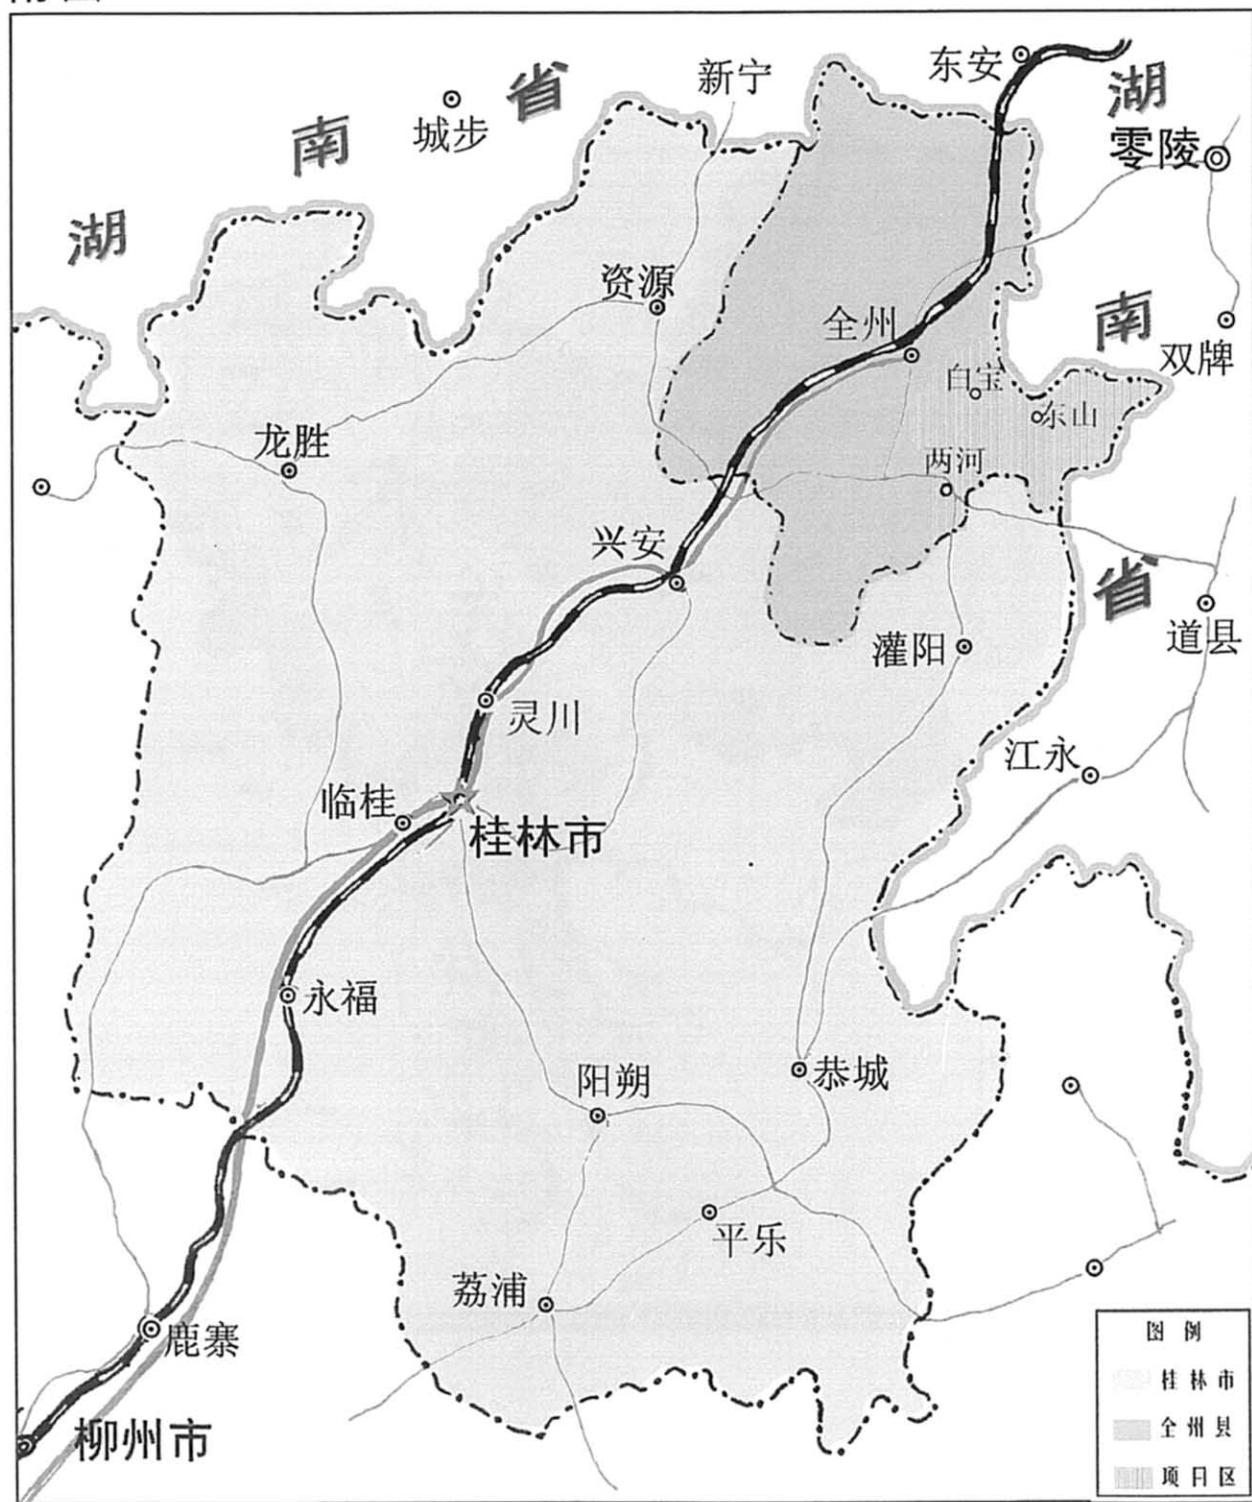 东安
湖
省
新宁
城步
南
零陵
湖
资源
南
全州
双牌
白宝
东山
龙胜
两河
兴安
省
道县
灌阳
灵川
江永
临桂
桂林市
永福
阳朔
恭城
平乐
荔浦
鹿寨
柳州市
图例
桂林市
全州县
项目区